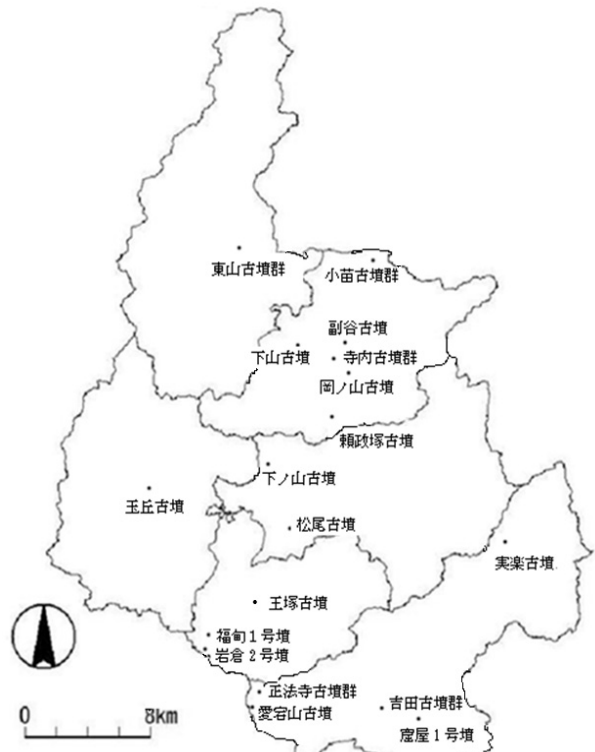 東山古墳群
小苗古墳群
副谷古墳
下山古墳
寺内古墳群
岡ノ山古墳
頼政塚古墳
下ノ山古墳
玉丘古墳
松尾古墳
実楽古墳
王塚古墳
福甸1号墳
岩倉2号墳
正法寺古墳群
愛宕山古墳
吉田古墳群
窟屋1号墳
0 8km